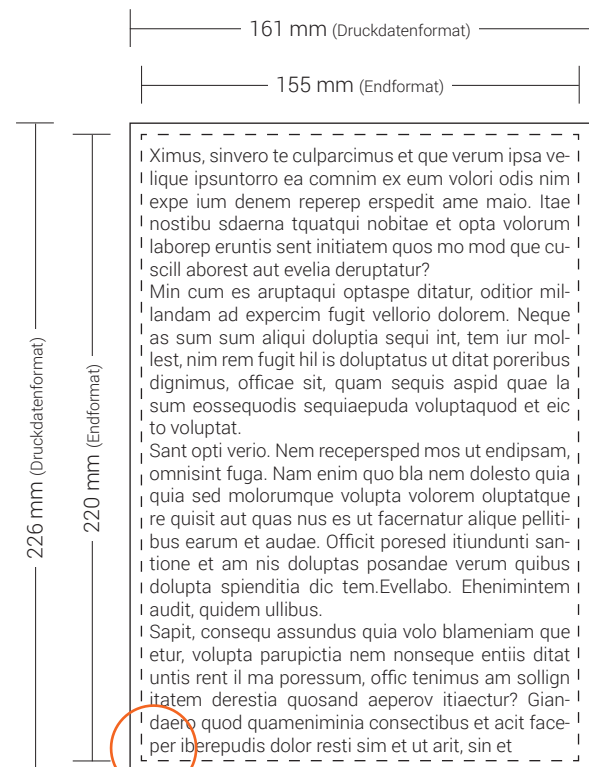 161 mm (Druckdatenformat)
155 mm (Endformat)
226 mm (Druckdatenformat)
220 mm (Endformat)
Ximus, sinvero te culparcimus et que verum ipsa ve-
lique ipsuntorro ea comnim ex eum volori odis nim
expe ium denem reperep erspedit ame maio. Itae
nostibu sdaerna tquatqui nobitae et opta volorum
laborep eruntis sent initiatem quos mo mod que cu-
scill aborest aut evelia deruptatur?
Min cum es aruptaqui optaspe ditatur, oditior mil-
landam ad expercim fugit vellorio dolorem. Neque
as sum sum aliqui doluptia sequi int, tem iur mol-
lest, nim rem fugit hil is doluptatus ut ditat poreribus
dignimus, officae sit, quam sequis aspid quae la
sum eossequodis sequiaepuda voluptaquod et eic
to voluptat.
Sant opti verio. Nem recepersped mos ut endipsam,
omnisint fuga. Nam enim quo bla nem dolesto quia
quia sed molorumque volupta volorem oluptatque
re quisit aut quas nus es ut facernatur alique pelliti-
bus earum et audae. Officit poresed itiundunti san-
tione et am nis doluptas posandae verum quibus
dolupta spienditia dic tem.Evellabo. Ehenimintem
audit, quidem ullibus.
Sapit, consequ assundus quia volo blameniam que
etur, volupta parupictia nem nonseque entiis ditat
untis rent il ma poressum, offic tenimus am sollign
itatem derestia quosand aeperov itiaectur? Gian-
daero quod quameniminia consectibus et acit face-
per iberepudis dolor resti sim et ut arit, sin et